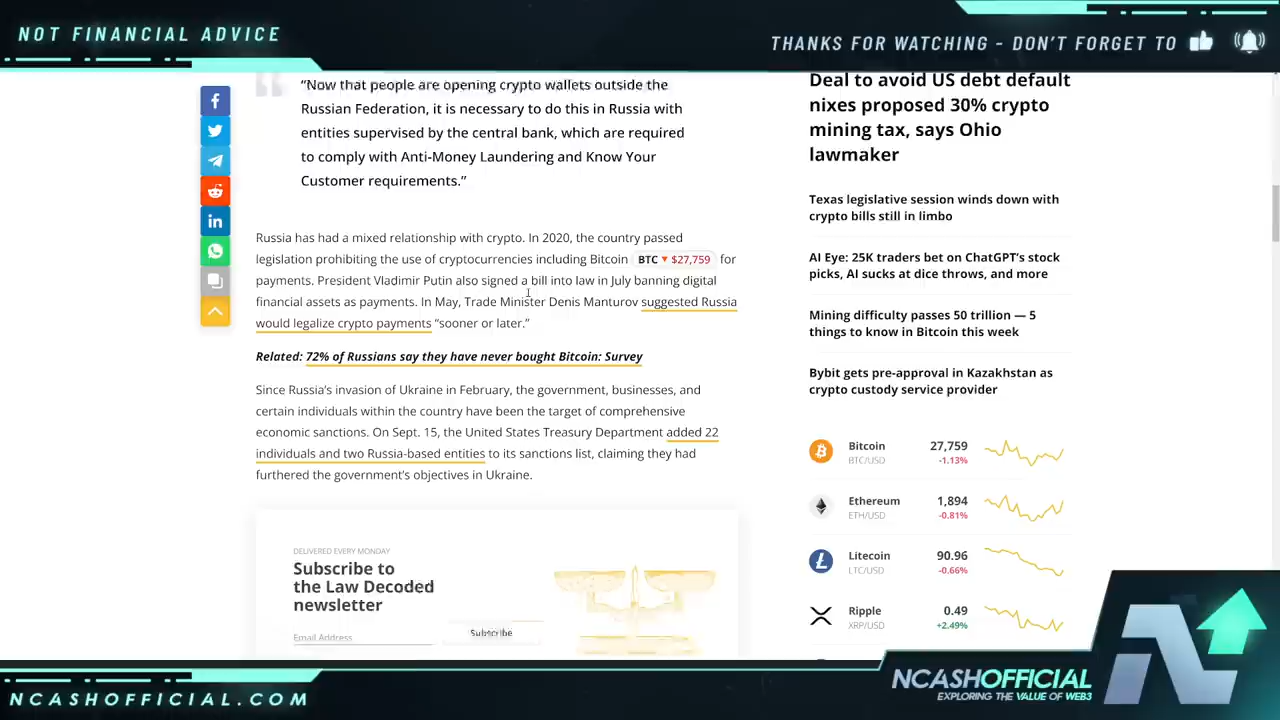 NOT FINANCIAL ADVICE
THANKS FOR WATCHING - DON'T FORGET TO
“Now that people are opening crypto wallets outside the
Russian Federation, it is necessary to do this in Russia with
entities supervised by the central bank, which are required
to comply with Anti-Money Laundering and Know Your
Customer requirements.”
Russia has had a mixed relationship with crypto. In 2020, the country passed
legislation prohibiting the use of cryptocurrencies including Bitcoin BTC ▼ $27,759 for
payments. President Vladimir Putin also signed a bill into law in July banning digital
financial assets as payments. In May, Trade Minister Denis Manturov suggested Russia
would legalize crypto payments “sooner or later.”
Related: 72% of Russians say they have never bought Bitcoin: Survey
Since Russia’s invasion of Ukraine in February, the government, businesses, and
certain individuals within the country have been the target of comprehensive
economic sanctions. On Sept. 15, the United States Treasury Department added 22
individuals and two Russia-based entities to its sanctions list, claiming they had
furthered the government’s objectives in Ukraine.
DELIVERED EVERY MONDAY
Subscribe to
the Law Decoded
newsletter
Email Address
Subscribe
Deal to avoid US debt default
nixes proposed 30% crypto
mining tax, says Ohio
lawmaker
Texas legislative session winds down with
crypto bills still in limbo
AI Eye: 25K traders bet on ChatGPT’s stock
picks, AI sucks at dice throws, and more
Mining difficulty passes 50 trillion — 5
things to know in Bitcoin this week
Bybit gets pre-approval in Kazakhstan as
crypto custody service provider
Bitcoin 27,759
BTC/USD -1.13%
Ethereum 1,894
ETH/USD -0.81%
Litecoin 90.96
LTC/USD -0.66%
Ripple 0.49
XRP/USD +2.49%
NCASHOFFICIAL.COM
NCASHOFFICIAL
EXPLORING THE VALUE OF WEB3